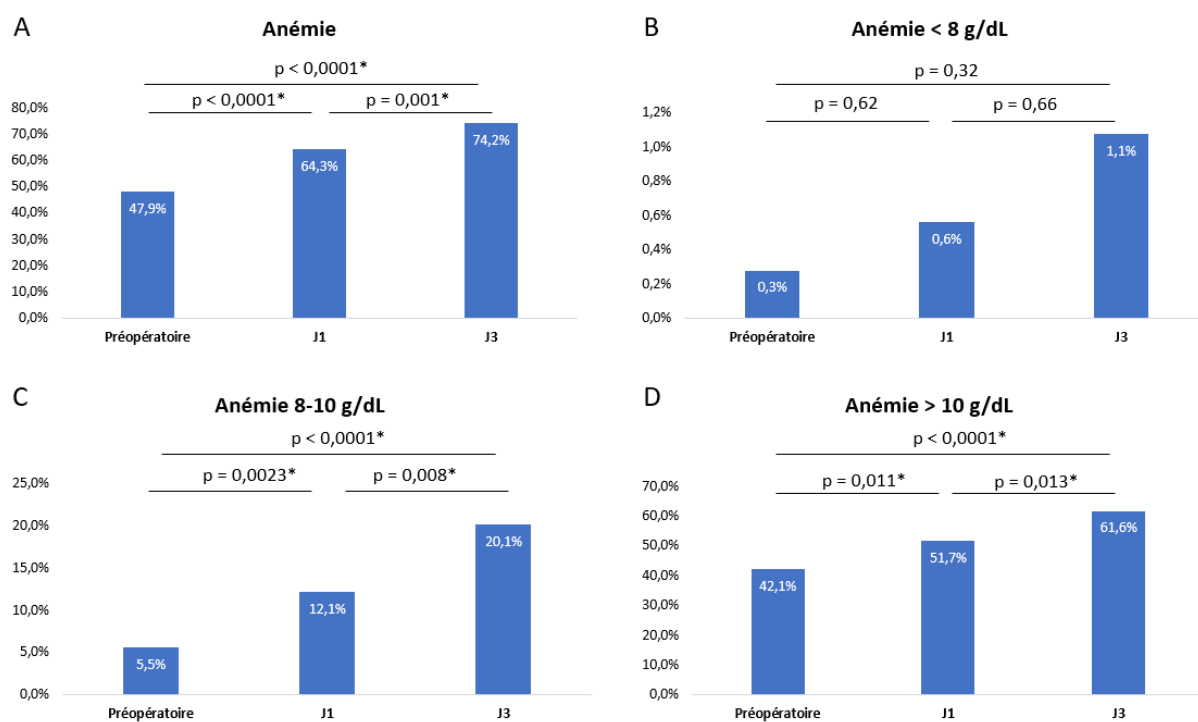 A
Anémie
p < 0,0001*
p < 0,0001*
p = 0,001*
80,0%
70,0%
60,0%
50,0%
40,0%
30,0%
20,0%
10,0%
0,0%
47,9%
64,3%
74,2%
Préopératoire
J1
J3
B
Anémie < 8 g/dL
p = 0,32
p = 0,62
p = 0,66
1,2%
1,0%
0,8%
0,6%
0,4%
0,2%
0,0%
0,3%
0,6%
1,1%
Préopératoire
J1
J3
C
Anémie 8-10 g/dL
p < 0,0001*
p = 0,0023*
p = 0,008*
25,0%
20,0%
15,0%
10,0%
5,0%
0,0%
5,5%
12,1%
20,1%
Préopératoire
J1
J3
D
Anémie > 10 g/dL
p < 0,0001*
p = 0,011*
p = 0,013*
70,0%
60,0%
50,0%
40,0%
30,0%
20,0%
10,0%
0,0%
42,1%
51,7%
61,6%
Préopératoire
J1
J3